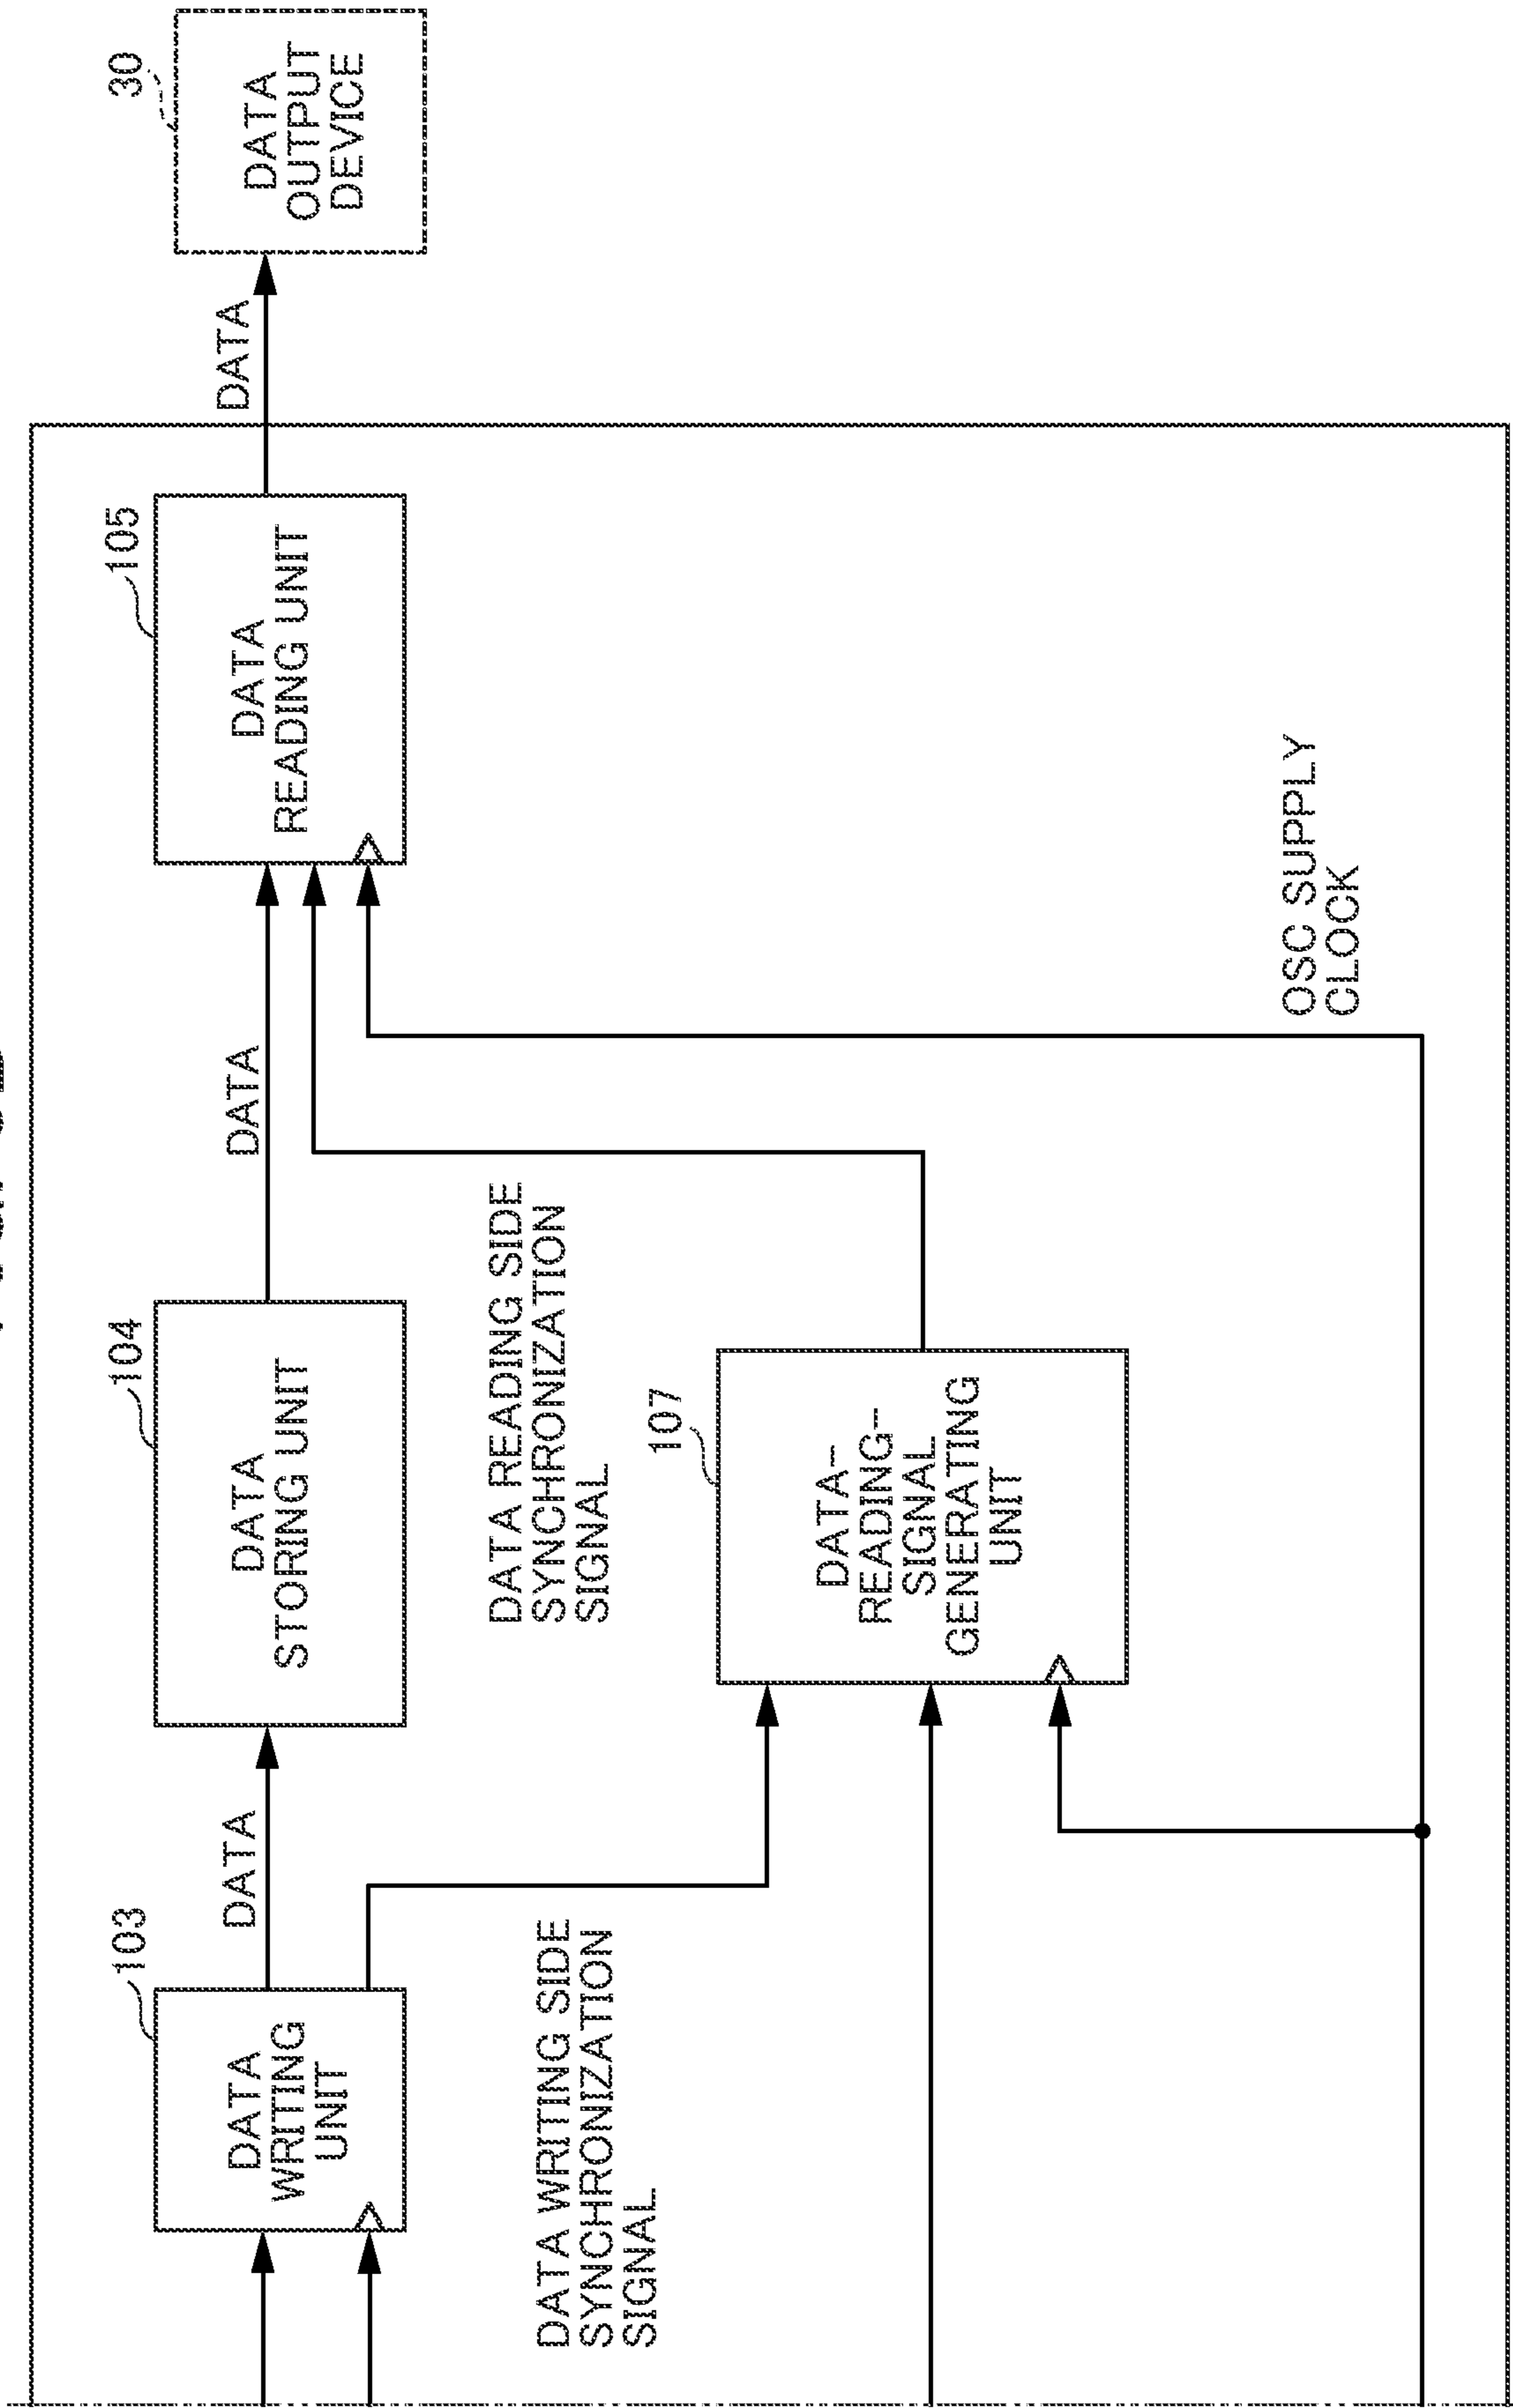 103
DATA
WRITING
UNIT
DATA
104
DATA
STORING UNIT
DATA
105
DATA
READING UNIT
DATA
30
DATA
OUTPUT
DEVICE
DATA WRITING SIDE
SYNCHRONIZATION
SIGNAL
DATA READING SIDE
SYNCHRONIZATION
SIGNAL
107
DATA-
READING-
SIGNAL
GENERATING
UNIT
OSC SUPPLY
CLOCK